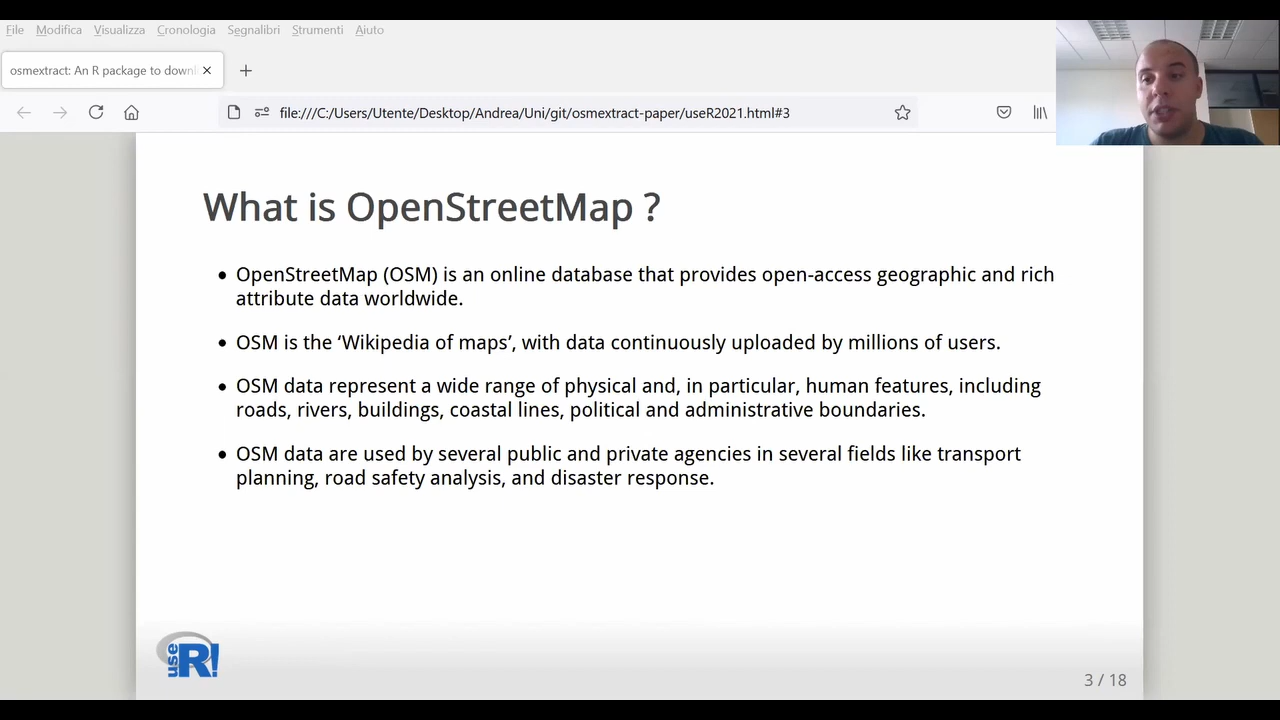 File Modifica Visualizza Cronologia Segnalibri Strumenti Aiuto
osmextract: An R package to downl
file:///C:/Users/Utente/Desktop/Andrea/Uni/git/osmextract-paper/useR2021.html#3
What is OpenStreetMap ?
• OpenStreetMap (OSM) is an online database that provides open-access geographic and rich
attribute data worldwide.
• OSM is the ‘Wikipedia of maps’, with data continuously uploaded by millions of users.
• OSM data represent a wide range of physical and, in particular, human features, including
roads, rivers, buildings, coastal lines, political and administrative boundaries.
• OSM data are used by several public and private agencies in several fields like transport
planning, road safety analysis, and disaster response.
use R!
3 / 18